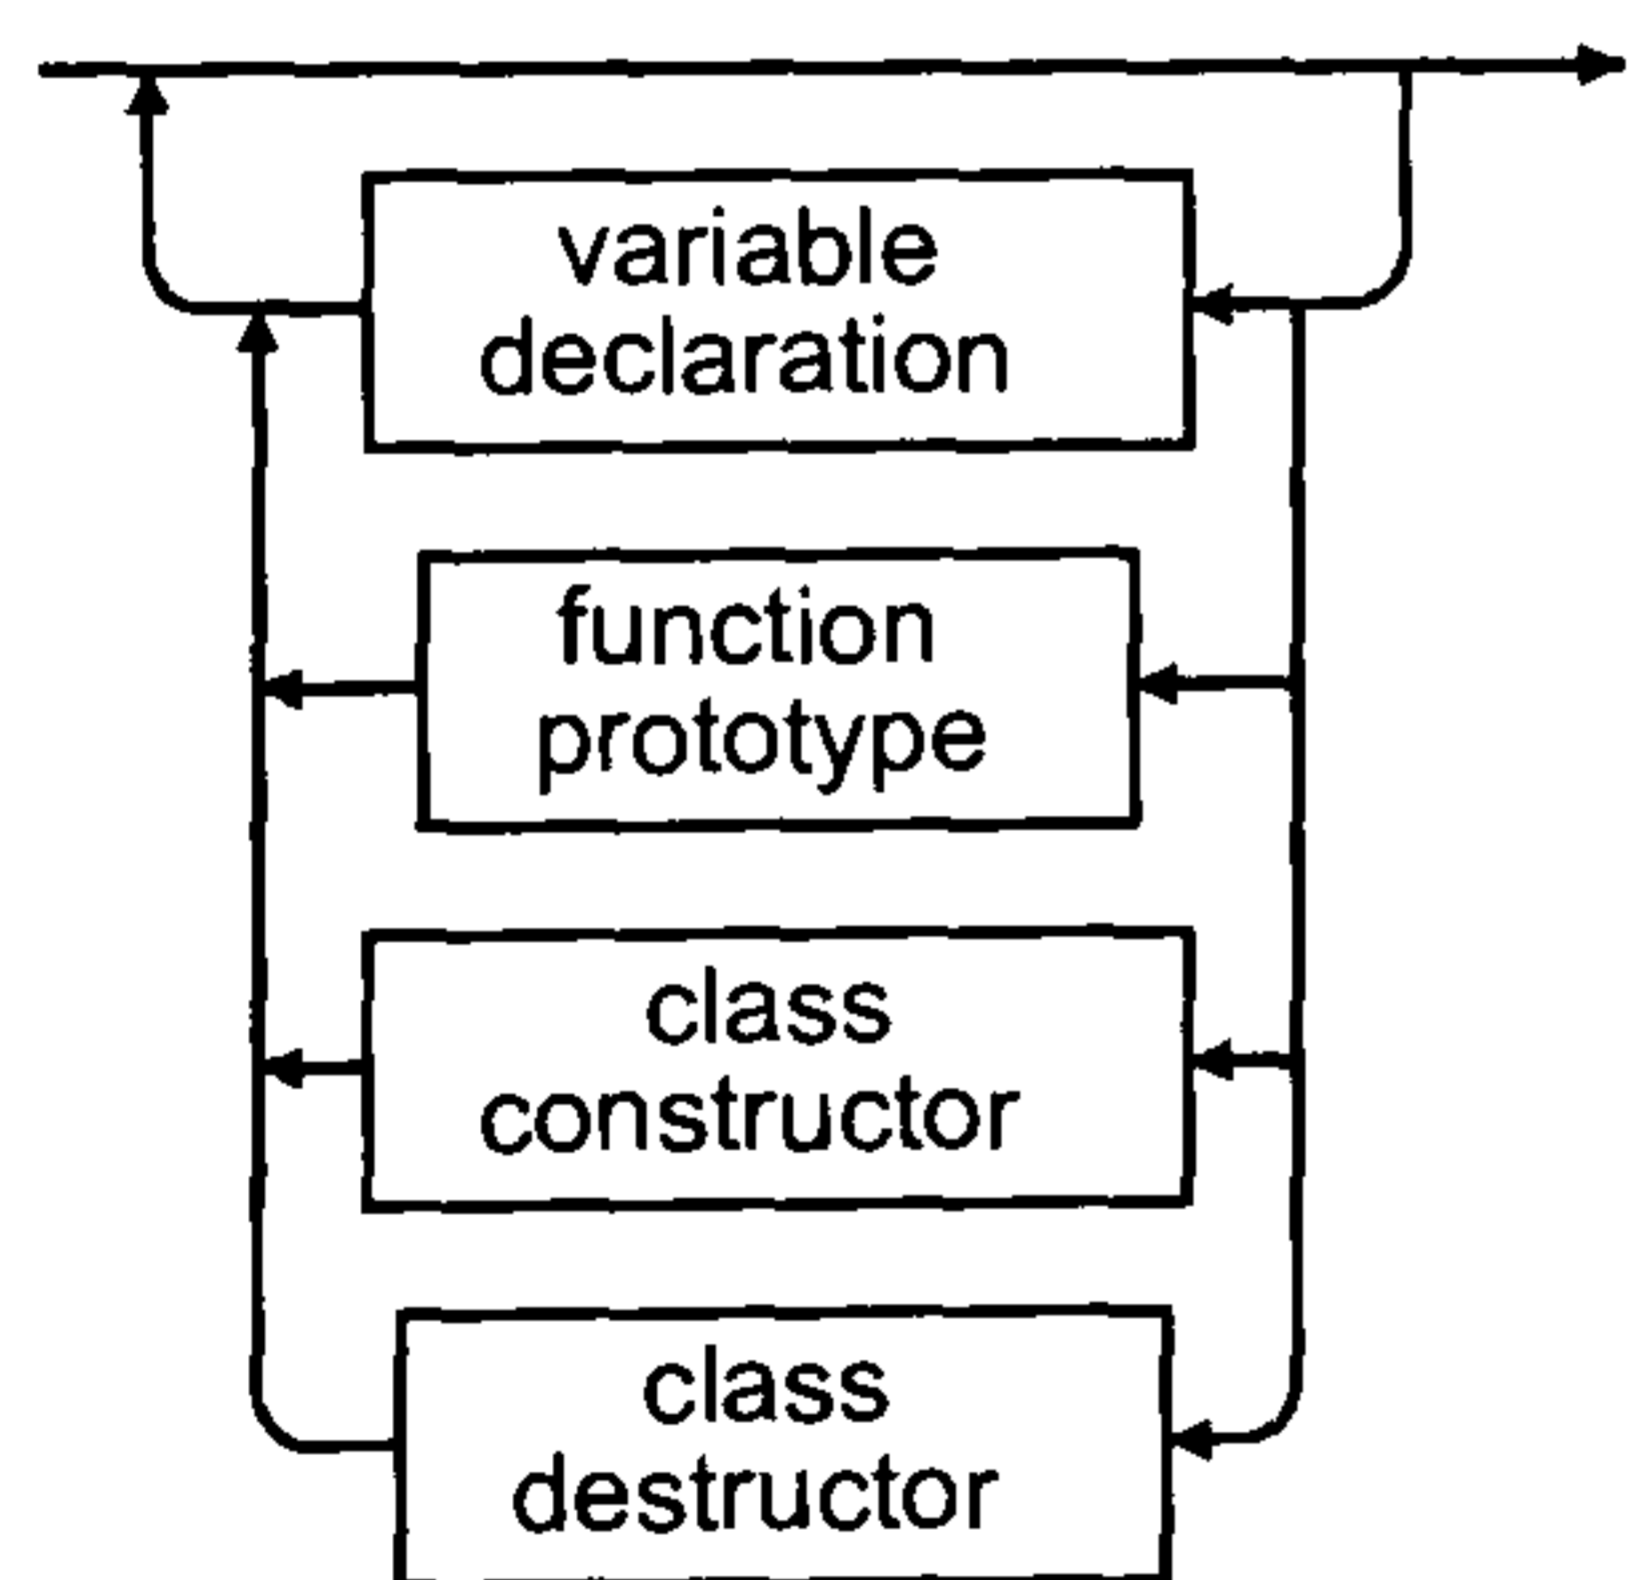 variable
declaration
function
prototype
class
constructor
class
destructor